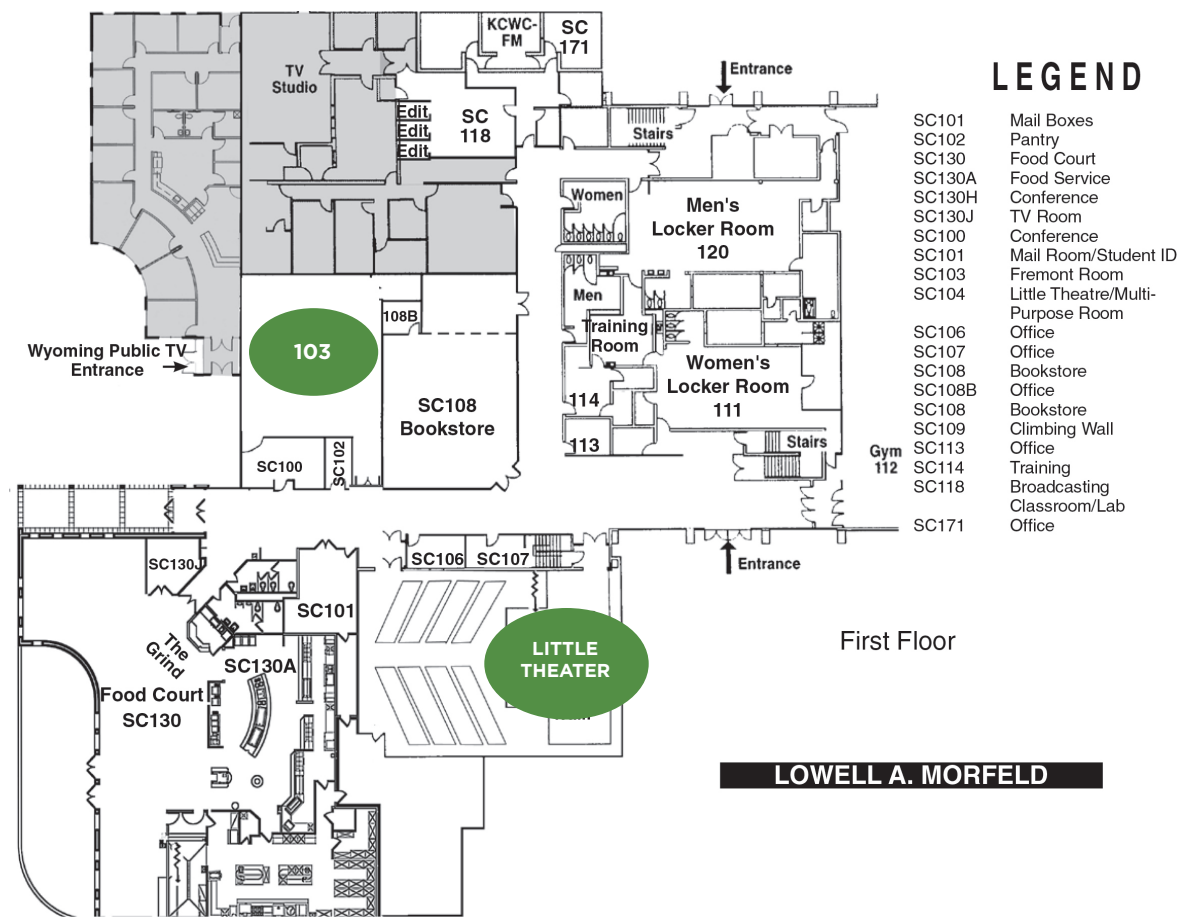 KCWC-
FM
SC
171
TV
Studio
Edit
Edit
Edit
SC
118
Entrance
Stairs
Women
Men's
Locker Room
120
Men
Training
Room
108B
103
Wyoming Public TV
Entrance
Women's
Locker Room
111
SC108
Bookstore
114
113
Stairs
Gym
112
SC100
SC102
SC130J
SC106
SC107
Entrance
SC101
The
Grind
SC130A
Food Court
SC130
LITTLE
THEATER
LEGEND
SC101 Mail Boxes
SC102 Pantry
SC130 Food Court
SC130A Food Service
SC130H Conference
SC130J TV Room
SC100 Conference
SC101 Mail Room/Student ID
SC103 Fremont Room
SC104 Little Theatre/Multi-
Purpose Room
SC106 Office
SC107 Office
SC108 Bookstore
SC108B Office
SC108 Bookstore
SC109 Climbing Wall
SC113 Office
SC114 Training
SC118 Broadcasting
Classroom/Lab
SC171 Office
First Floor
LOWELL A. MORFELD